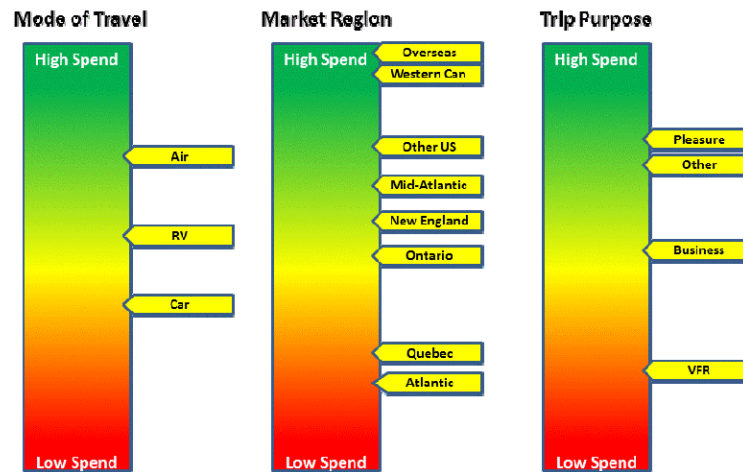 Mode of Travel
High Spend
Air
RV
Car
Low Spend
Market Region
High Spend
Overseas
Western Can
Other US
Mid-Atlantic
New England
Ontario
Quebec
Atlantic
Low Spend
Trip Purpose
High Spend
Pleasure
Other
Business
VFR
Low Spend